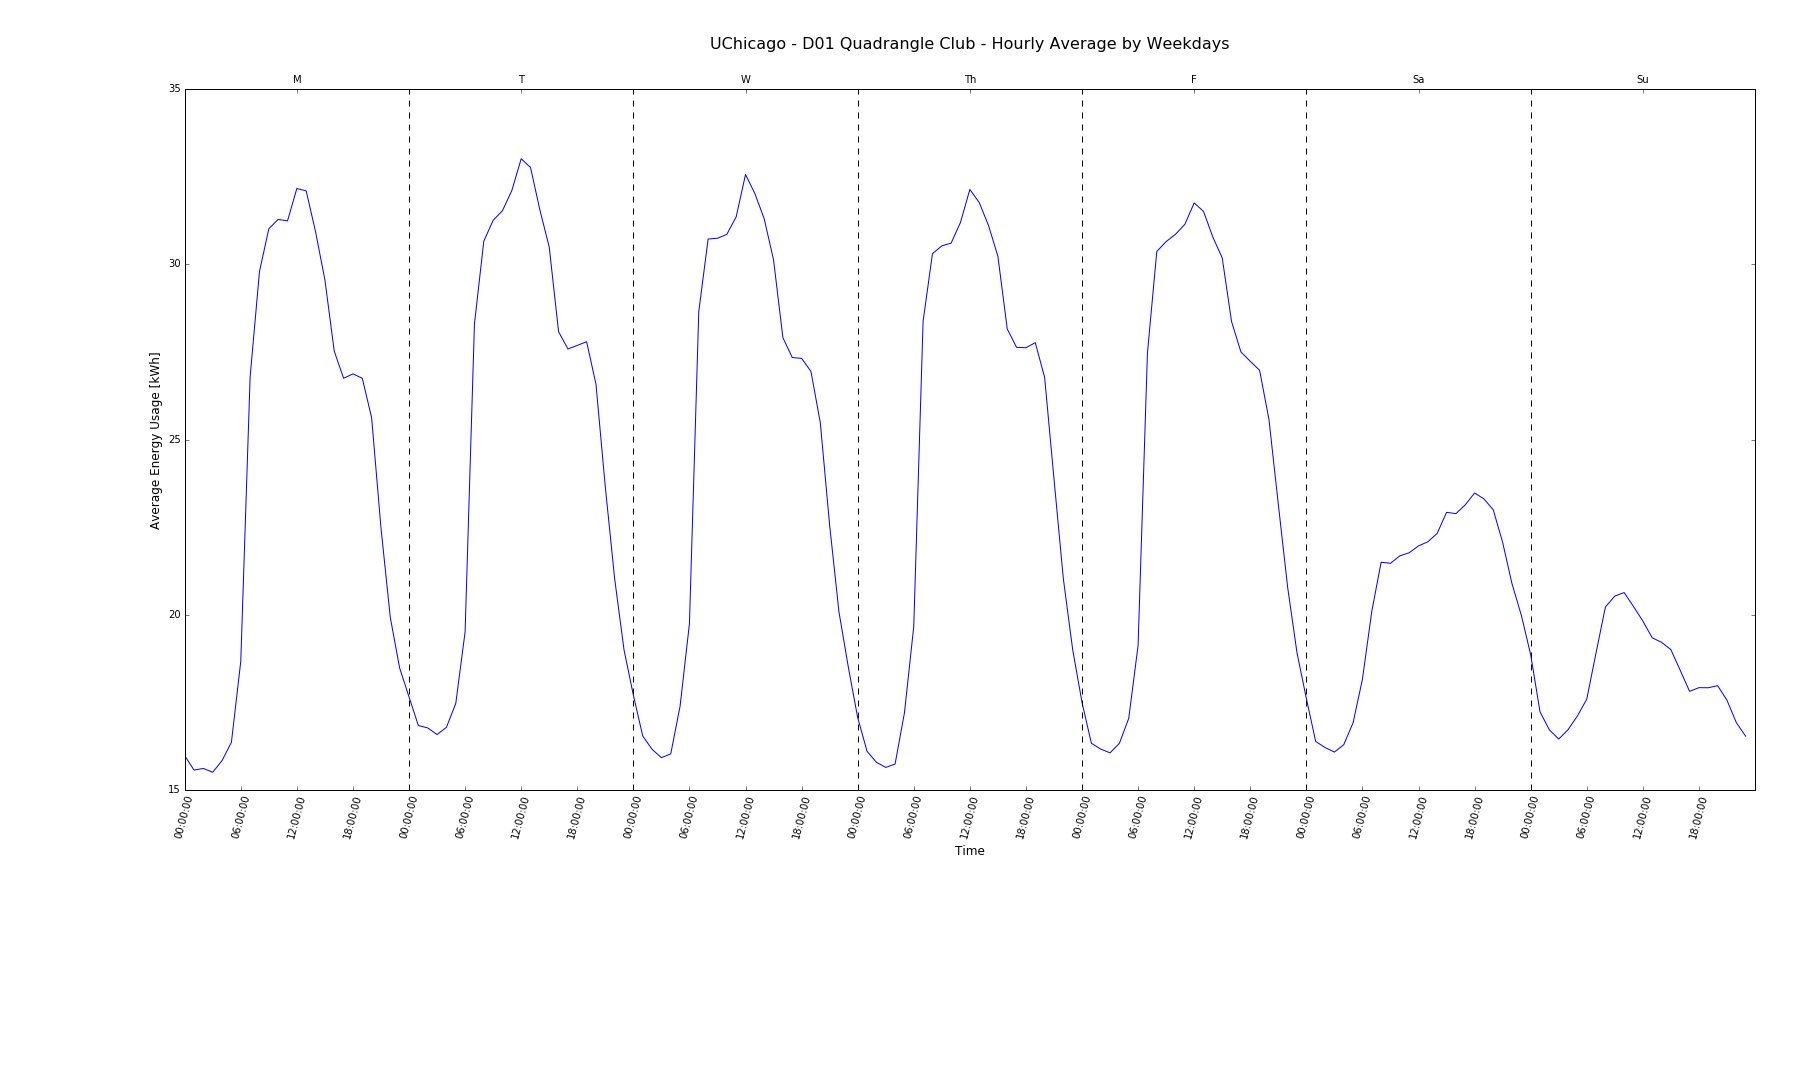 UChicago - D01 Quadrangle Club - Hourly Average by Weekdays
M T W Th F Sa Su
35
30
25
20
15
Average Energy Usage [kWh]
00:00:00 06:00:00 12:00:00 18:00:00 00:00:00 06:00:00 12:00:00 18:00:00 00:00:00 06:00:00 12:00:00 18:00:00 00:00:00 06:00:00 12:00:00 18:00:00 00:00:00 06:00:00 12:00:00 18:00:00 00:00:00 06:00:00 12:00:00 18:00:00 00:00:00 06:00:00 12:00:00 18:00:00
Time